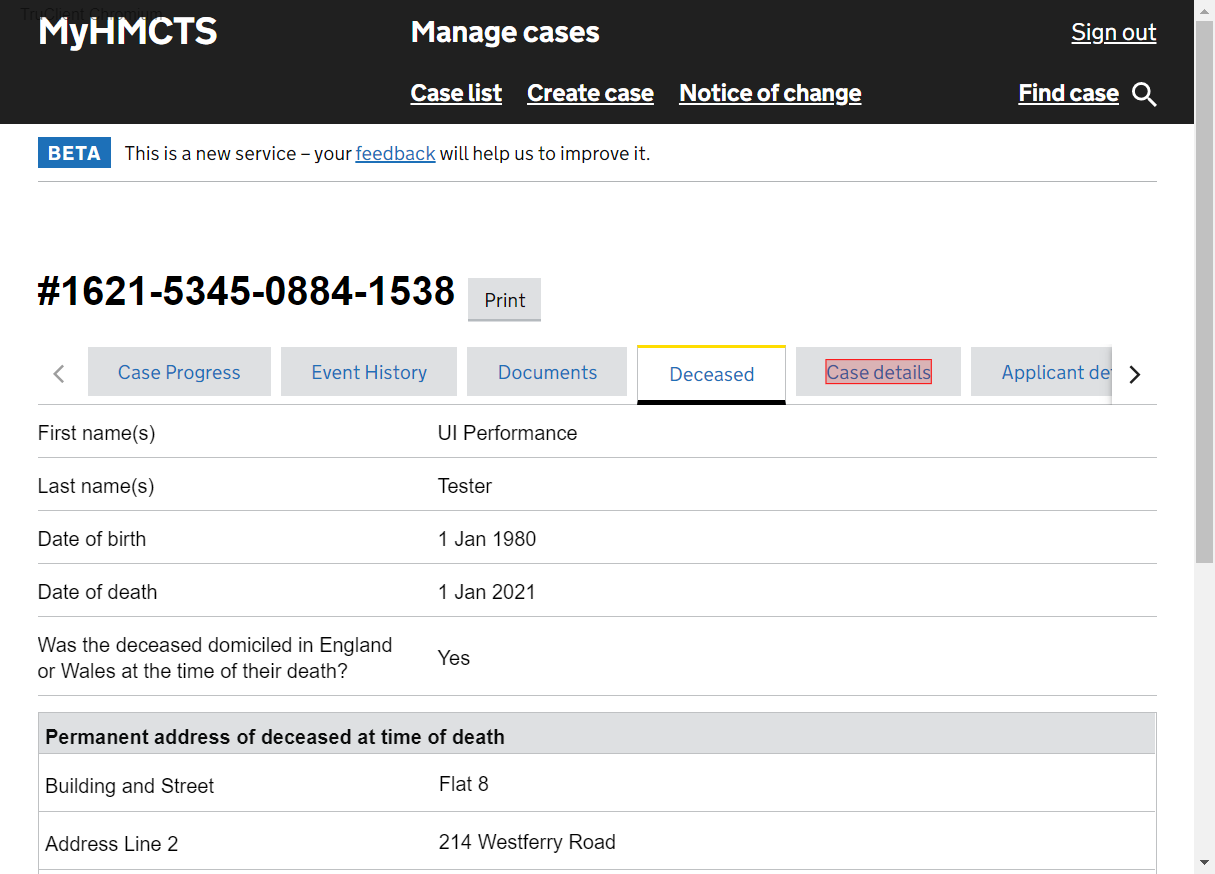 TruClient Chromium
MyHMCTS
Manage cases
Sign out
Case list
Create case
Notice of change
Find case
BETA This is a new service – your feedback will help us to improve it.
#1621-5345-0884-1538
Print
Case Progress
Event History
Documents
Deceased
Case details
Applicant de
First name(s) UI Performance
Last name(s) Tester
Date of birth 1 Jan 1980
Date of death 1 Jan 2021
Was the deceased domiciled in England
or Wales at the time of their death?
Yes
Permanent address of deceased at time of death
Building and Street Flat 8
Address Line 2 214 Westferry Road